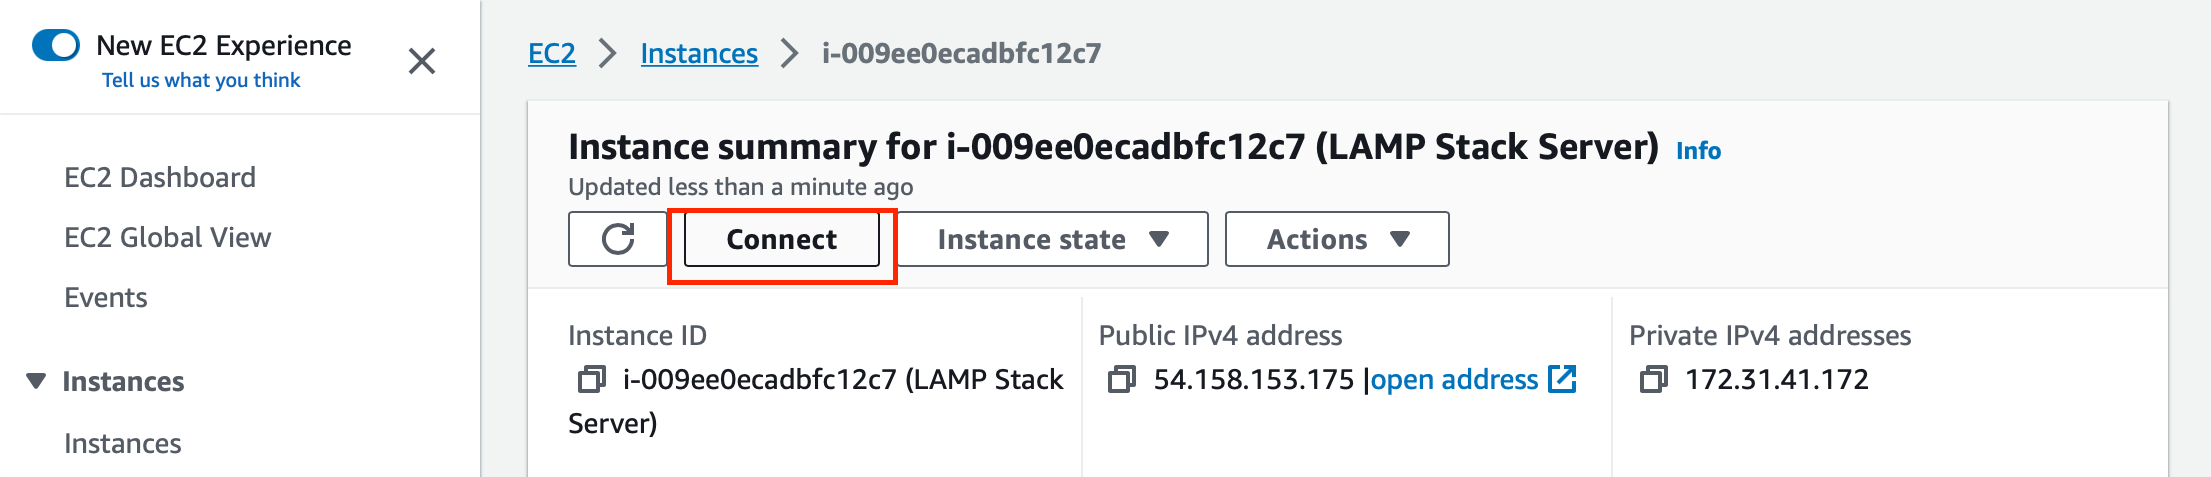 New EC2 Experience
Tell us what you think
EC2 Dashboard
EC2 Global View
Events
Instances
Instances
EC2 > Instances > i-009ee0ecadbfc12c7
Instance summary for i-009ee0ecadbfc12c7 (LAMP Stack Server) Info
Updated less than a minute ago
Connect Instance state Actions
Instance ID
i-009ee0ecadbfc12c7 (LAMP Stack
Server)
Public IPv4 address
54.158.153.175 |open address
Private IPv4 addresses
172.31.41.172